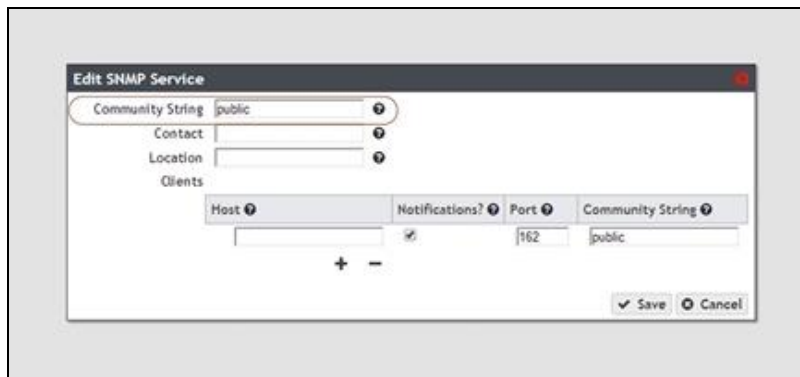 Edit SNMP Service
Community String public
Contact
Location
Clients
Host Notifications? Port Community String
162 public
Save Cancel